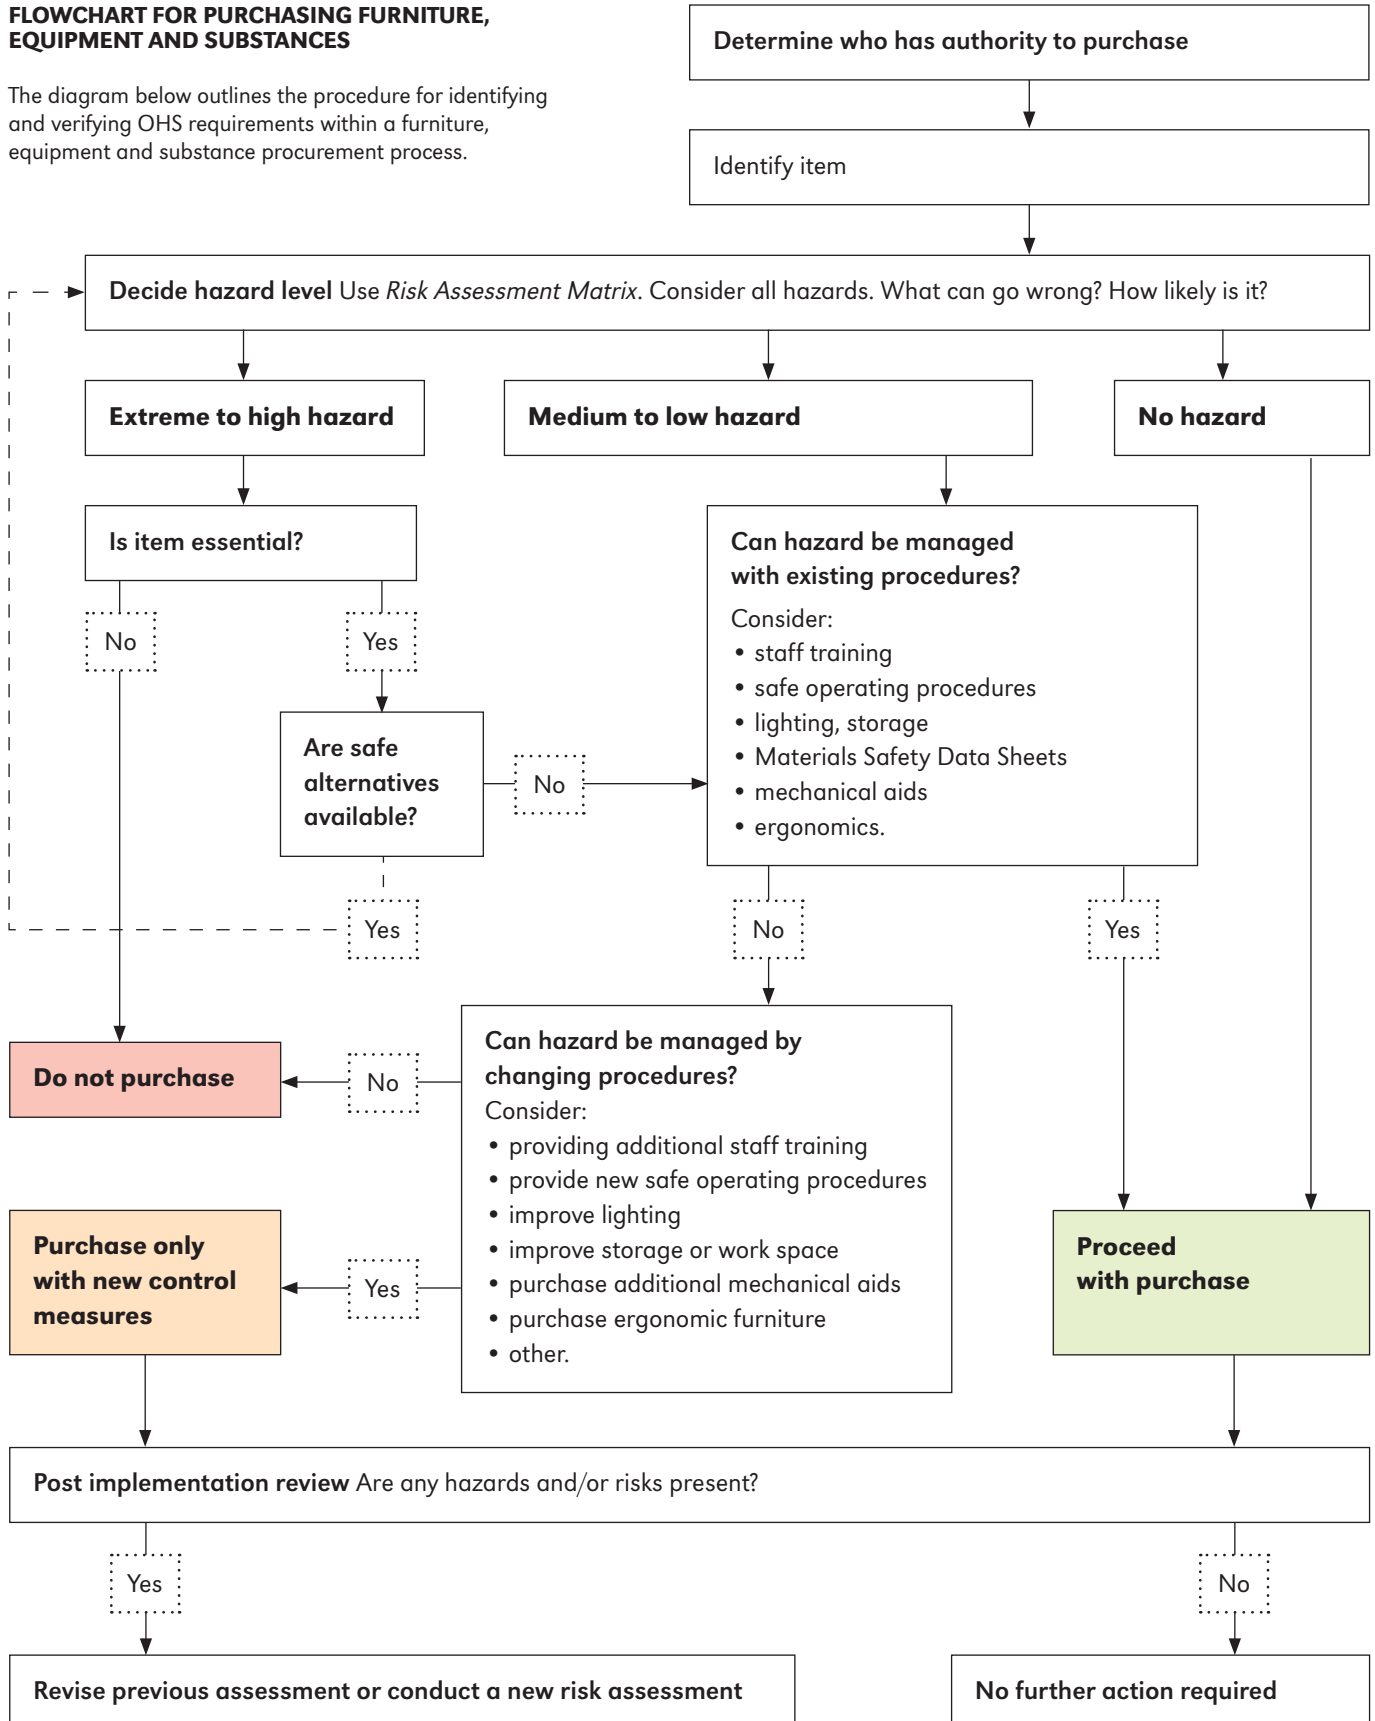 FLOWCHART FOR PURCHASING FURNITURE,
EQUIPMENT AND SUBSTANCES
The diagram below outlines the procedure for identifying
and verifying OHS requirements within a furniture,
equipment and substance procurement process.
Determine who has authority to purchase
Identify item
Decide hazard level Use Risk Assessment Matrix. Consider all hazards. What can go wrong? How likely is it?
Extreme to high hazard
Medium to low hazard
No hazard
Is item essential?
No
Yes
Are safe
alternatives
available?
No
Yes
Can hazard be managed
with existing procedures?
Consider:
• staff training
• safe operating procedures
• lighting, storage
• Materials Safety Data Sheets
• mechanical aids
• ergonomics.
No
Yes
Can hazard be managed by
changing procedures?
Consider:
• providing additional staff training
• provide new safe operating procedures
• improve lighting
• improve storage or work space
• purchase additional mechanical aids
• purchase ergonomic furniture
• other.
No
Do not purchase
Yes
Purchase only
with new control
measures
Proceed
with purchase
Post implementation review Are any hazards and/or risks present?
Yes
No
Revise previous assessment or conduct a new risk assessment
No further action required